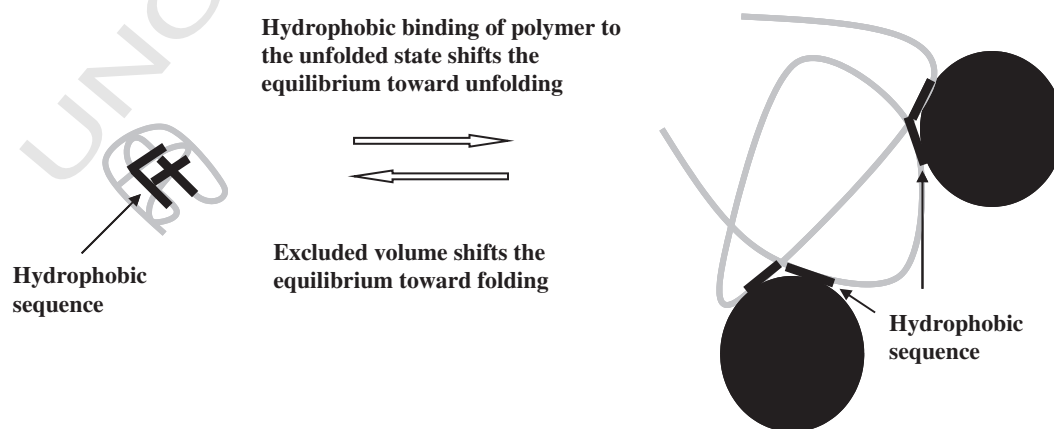 UNC
Hydrophobic binding of polymer to
the unfolded state shifts the
equilibrium toward unfolding
Excluded volume shifts the
equilibrium toward folding
Hydrophobic
sequence
Hydrophobic
sequence